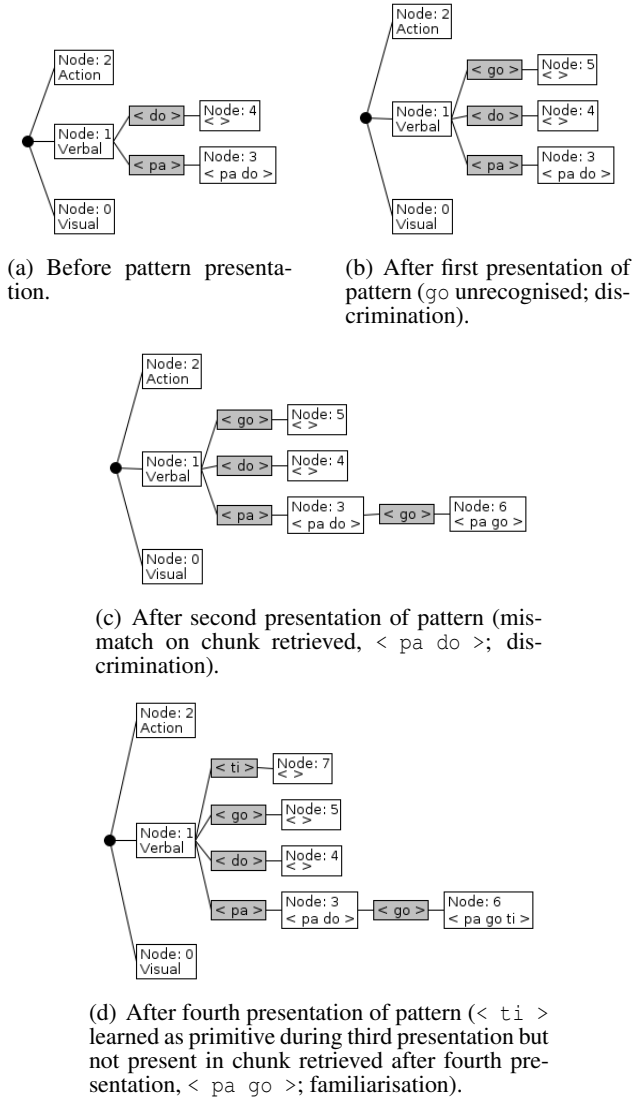 Node: 2
Action
Node: 1
Verbal
Node: 0
Visual
< do >
Node: 4
< >
< pa >
Node: 3
< pa do >
(a) Before pattern presenta-
tion.
Node: 2
Action
Node: 1
Verbal
Node: 0
Visual
< go >
Node: 5
< >
< do >
Node: 4
< >
< pa >
Node: 3
< pa do >
(b) After first presentation of
pattern (go unrecognised; dis-
crimination).
Node: 2
Action
Node: 1
Verbal
Node: 0
Visual
< go >
Node: 5
< >
< do >
Node: 4
< >
< pa >
Node: 3
< pa do >
< go >
Node: 6
< pa go >
(c) After second presentation of pattern (mis-
match on chunk retrieved, < pa do >; dis-
crimination).
Node: 2
Action
Node: 1
Verbal
Node: 0
Visual
< ti >
Node: 7
< >
< go >
Node: 5
< >
< do >
Node: 4
< >
< pa >
Node: 3
< pa do >
< go >
Node: 6
< pa go ti >
(d) After fourth presentation of pattern (< ti >
learned as primitive during third presentation but
not present in chunk retrieved after fourth pre-
sentation, < pa go >; familiarisation).